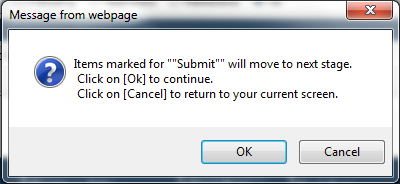 Message from webpage
Items marked for ""Submit"" will move to next stage.
Click on [Ok] to continue.
Click on [Cancel] to return to your current screen.
OK
Cancel